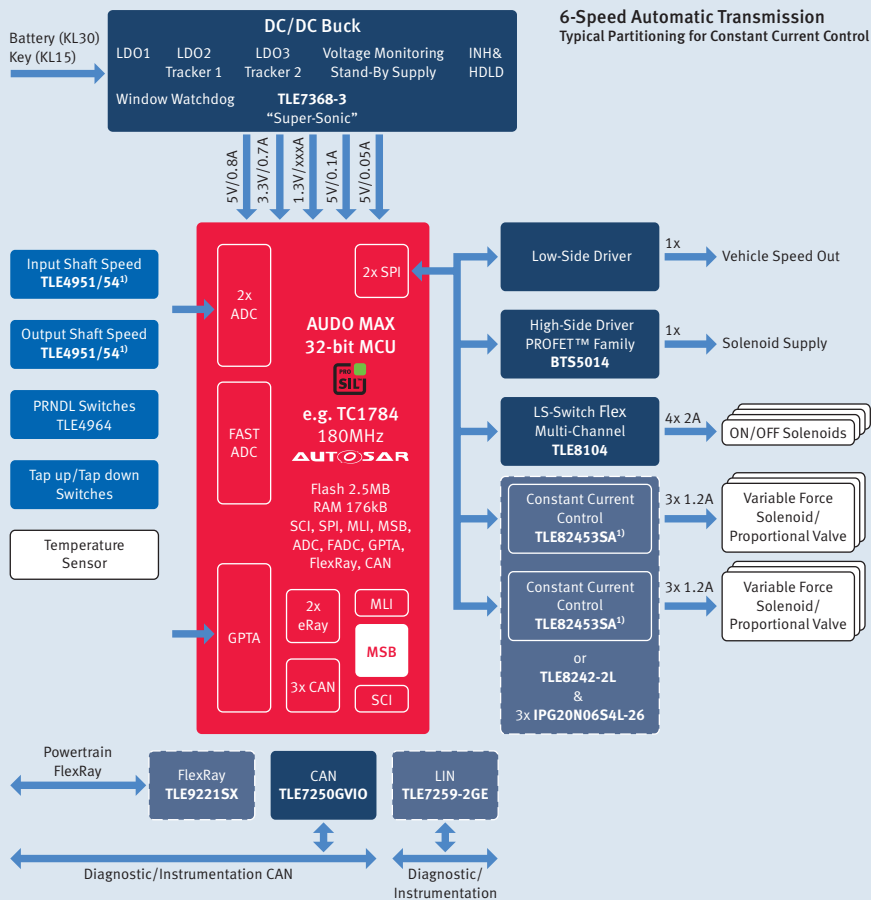 6-Speed Automatic Transmission
Typical Partitioning for Constant Current Control
Battery (KL30)
Key (KL15)
DC/DC Buck
LDO1
LDO2
Tracker 1
LDO3
Tracker 2
Voltage Monitoring
Stand-By Supply
INH&
HDLD
Window Watchdog
TLE7368-3
“Super-Sonic”
5V/0.8A
3.3V/0.7A
1.3V/xxxA
5V/0.1A
5V/0.05A
Input Shaft Speed
TLE4951/54¹⁾
Output Shaft Speed
TLE4951/54¹⁾
PRNDL Switches
TLE4964
Tap up/Tap down
Switches
Temperature
Sensor
2x
ADC
FAST
ADC
GPTA
2x SPI
AUDO MAX
32-bit MCU
PRO
SIL™
e.g. TC1784
180MHz
AUTOSAR
Flash 2.5MB
RAM 176kB
SCI, SPI, MLI, MSB,
ADC, FADC, GPTA,
FlexRay, CAN
2x
eRay
3x CAN
MLI
MSB
SCI
Low-Side Driver
1x
Vehicle Speed Out
High-Side Driver
PROFET™ Family
BTS5014
1x
Solenoid Supply
LS-Switch Flex
Multi-Channel
TLE8104
4x 2A
ON/OFF Solenoids
Constant Current
Control
TLE82453SA¹⁾
3x 1.2A
Variable Force
Solenoid/
Proportional Valve
Constant Current
Control
TLE82453SA¹⁾
3x 1.2A
Variable Force
Solenoid/
Proportional Valve
or
TLE8242-2L
&
3x IPG20N06S4L-26
Powertrain
FlexRay
FlexRay
TLE9221SX
CAN
TLE7250GVIO
LIN
TLE7259-2GE
Diagnostic/Instrumentation CAN
Diagnostic/
Instrumentation